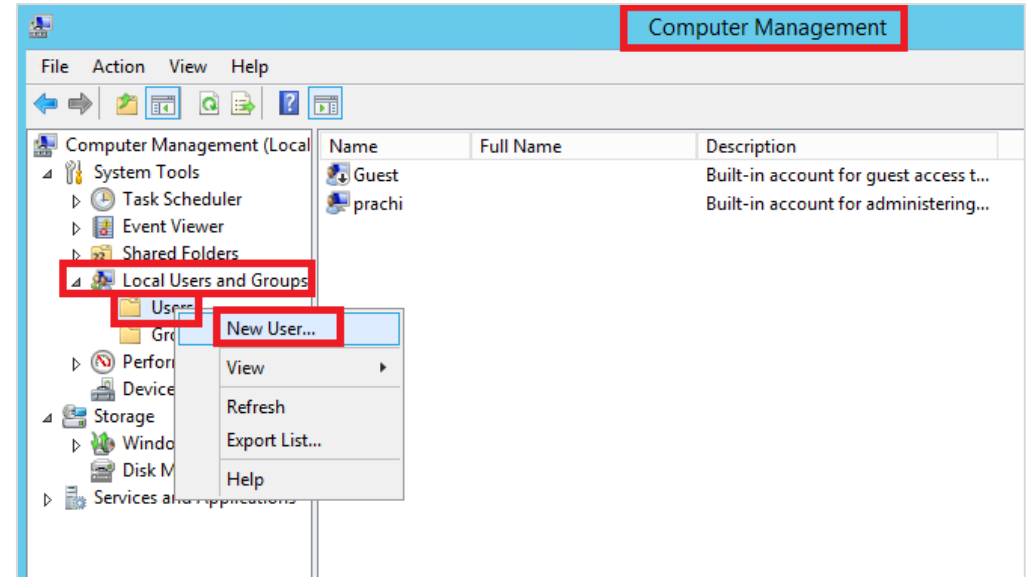 Computer Management
File Action View Help
Computer Management (Local
Name Full Name Description
System Tools
Guest Built-in account for guest access t...
Task Scheduler
prachi Built-in account for administering...
Event Viewer
Shared Folders
Local Users and Groups
Users
New User...
View
Device
Storage
Refresh
Export List...
Help
Services and Applications